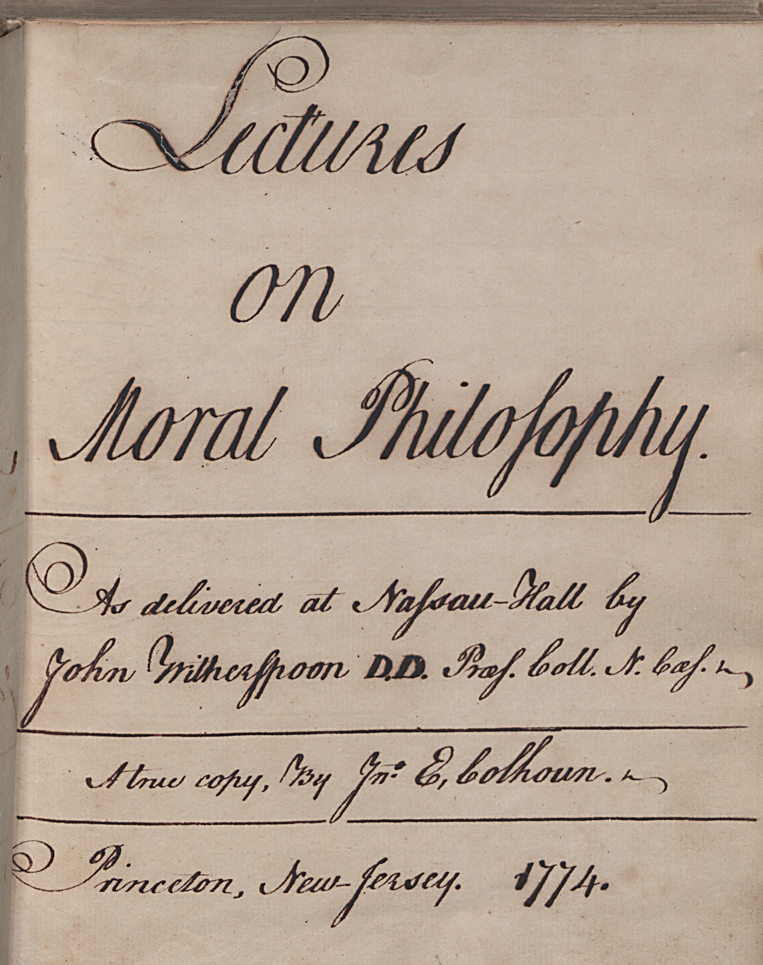 Lectures
on
Moral Philoſophy.
As delivered at Naſsau-Hall by
John Witherſpoon D.D. Præſ. Coll. N. Cæſ.
A true copy, By Jnº. E, Colhoun.
Princeton, New-Jersey. 1774.